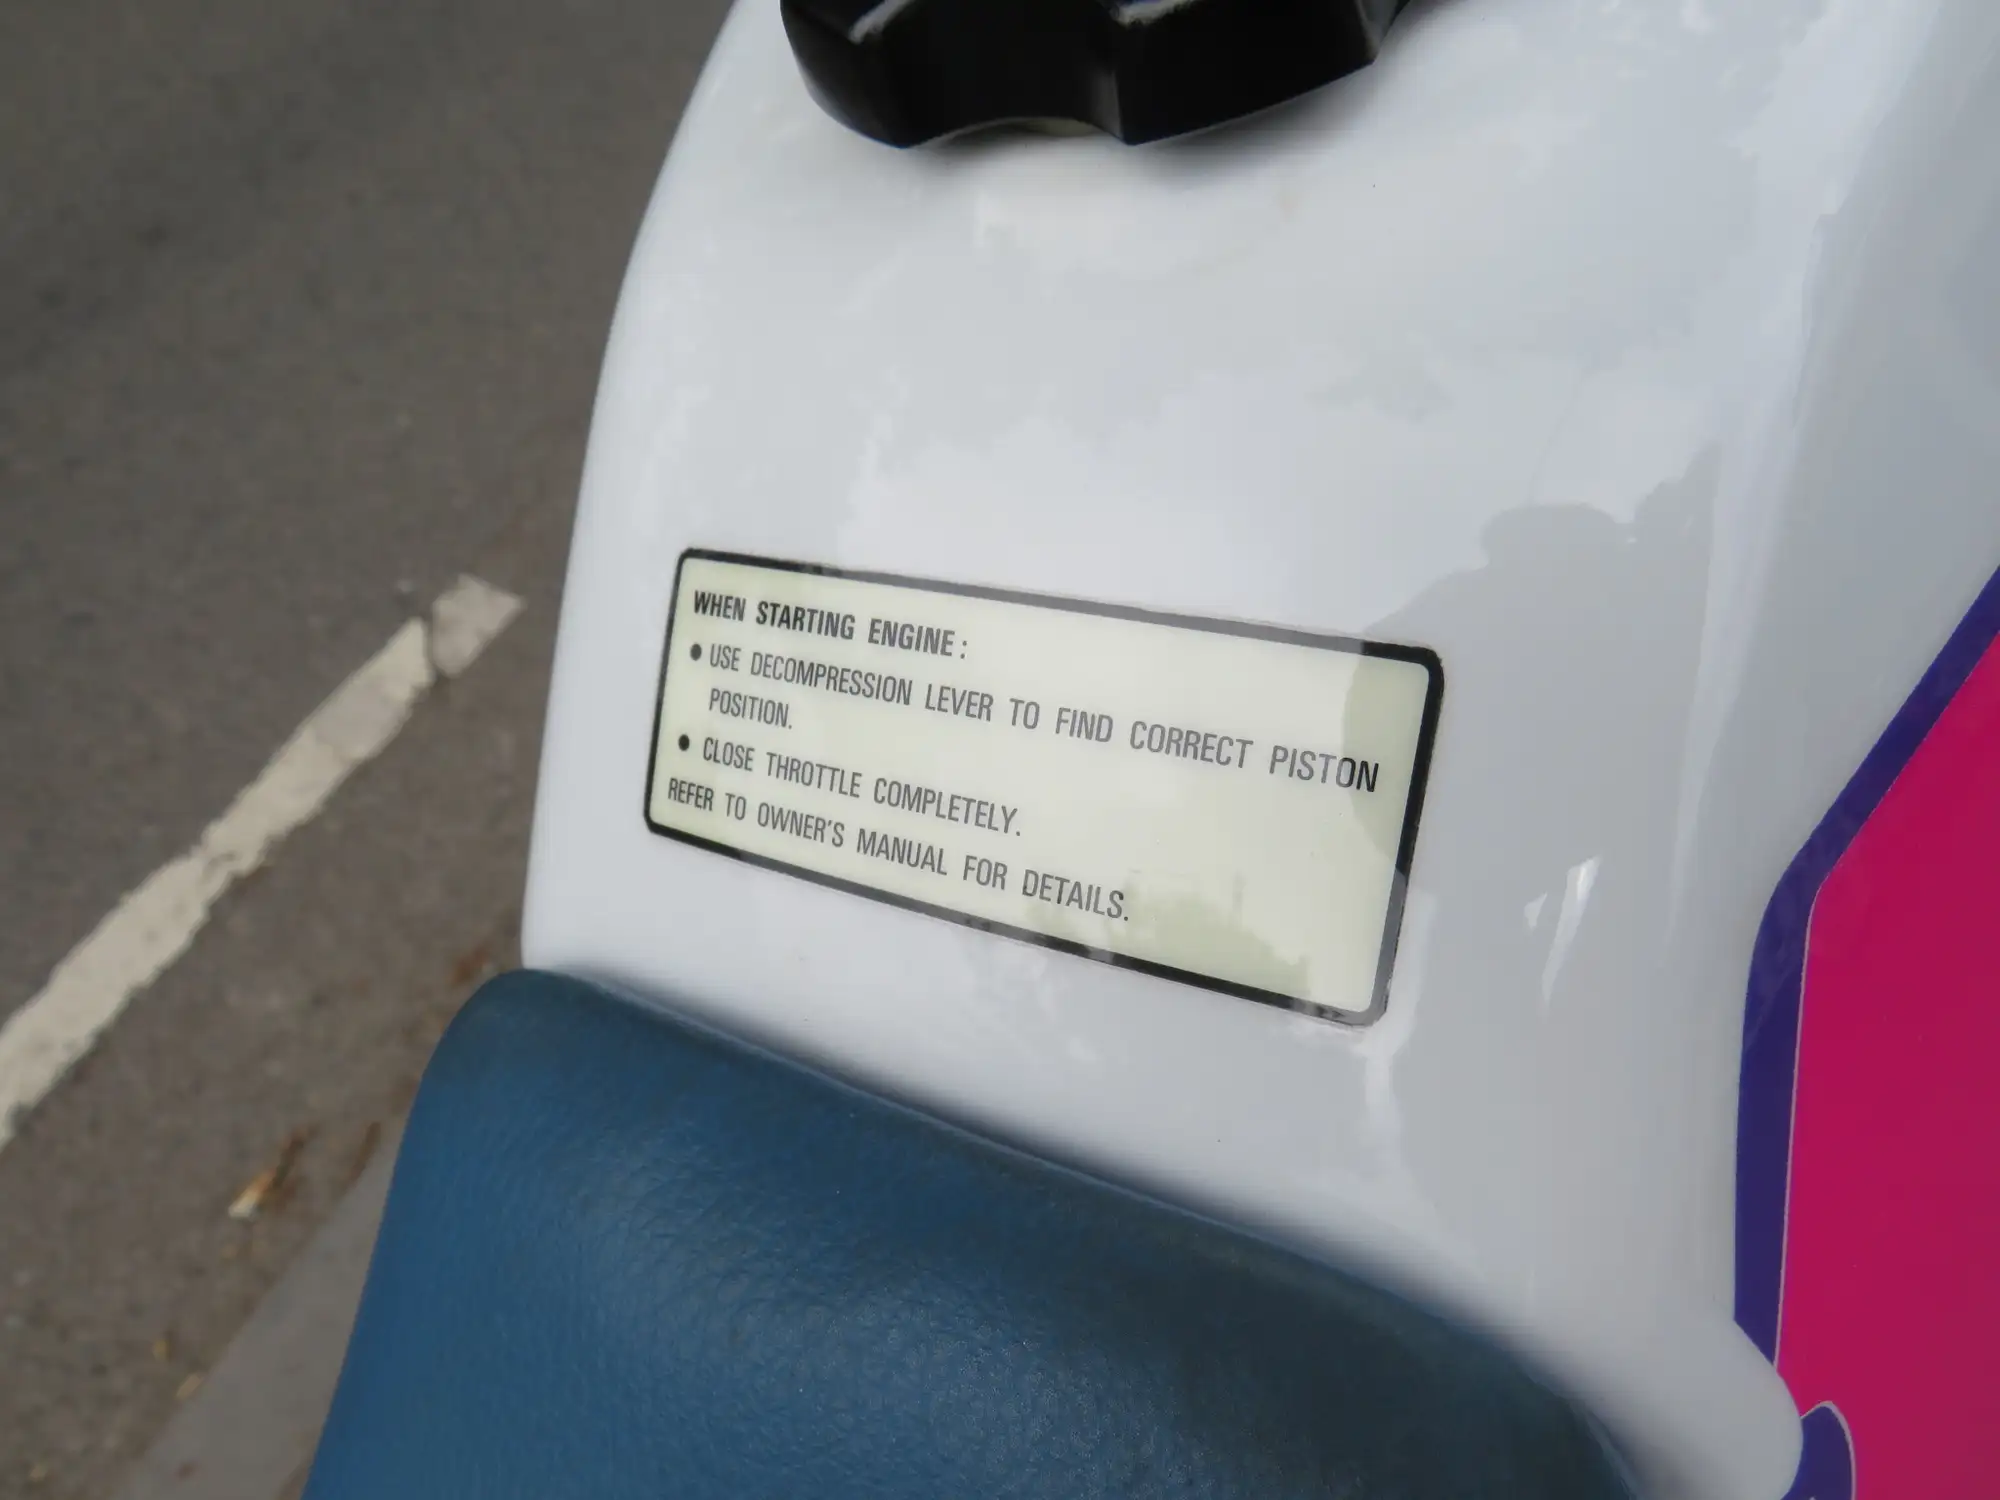 WHEN STARTING ENGINE :
● USE DECOMPRESSION LEVER TO FIND CORRECT PISTON
POSITION.
● CLOSE THROTTLE COMPLETELY.
REFER TO OWNER'S MANUAL FOR DETAILS.